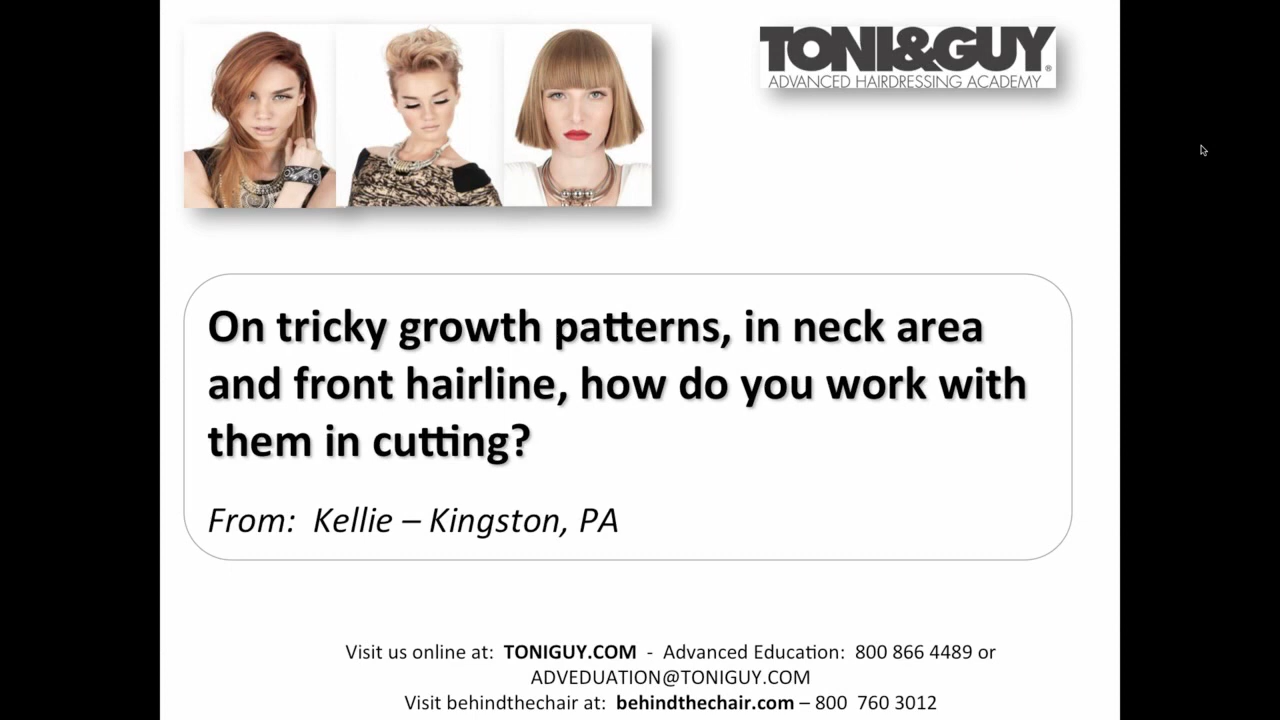 TONI&GUY®
ADVANCED HAIRDRESSING ACADEMY
On tricky growth patterns, in neck area
and front hairline, how do you work with
them in cutting?
From: Kellie – Kingston, PA
Visit us online at: TONIGUY.COM - Advanced Education: 800 866 4489 or
ADVEDUATION@TONIGUY.COM
Visit behindthechair at: behindthechair.com – 800 760 3012